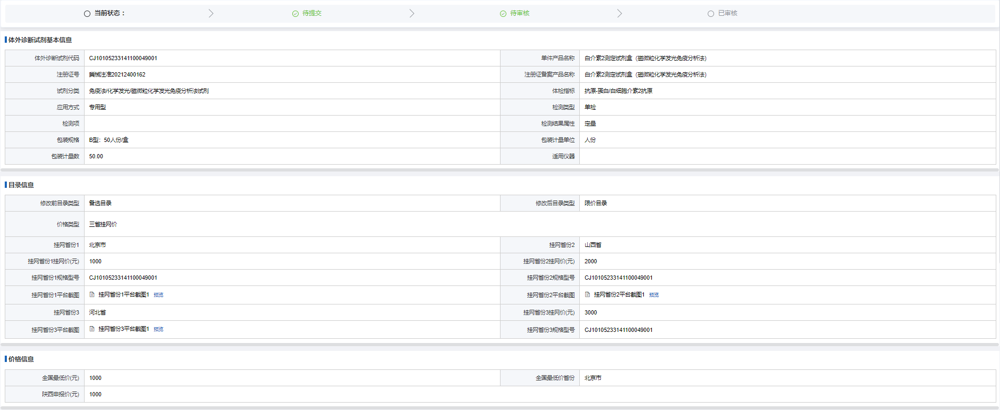 当前状态：
待提交
待审核
已审核
体外诊断试剂基本信息
体外诊断试剂代码 CJ10105233141100049001 单件产品名称 白介素2测定试剂盒（磁微粒化学发光免疫分析法）
注册证号 冀械注准20212400162 注册证备案产品名称 白介素2测定试剂盒（磁微粒化学发光免疫分析法）
试剂分类 免疫法/化学发光/磁微粒化学发光免疫分析法试剂 体检指标 抗原-蛋白/白细胞介素2抗原
应用方式 专用型 检测类型 单检
检测项 检测结果属性 定量
包装规格 B型：50人份/盒 包装计量单位 人份
包装计量数 50.00 适用仪器
目录信息
修改前目录类型 备选目录 修改后目录类型 限价目录
价格类型 三省挂网价
挂网省份1 北京市 挂网省份2 山西省
挂网省份1挂网价(元) 1000 挂网省份2挂网价(元) 2000
挂网省份1规格型号 CJ10105233141100049001 挂网省份2规格型号 CJ10105233141100049001
挂网省份1平台截图 挂网省份1平台截图1 预览 挂网省份2平台截图 挂网省份2平台截图1 预览
挂网省份3 河北省 挂网省份3挂网价(元) 3000
挂网省份3平台截图 挂网省份3平台截图1 预览 挂网省份3规格型号 CJ10105233141100049001
价格信息
全国最低价(元) 1000 全国最低价省份 北京市
陕西申报价(元) 1000